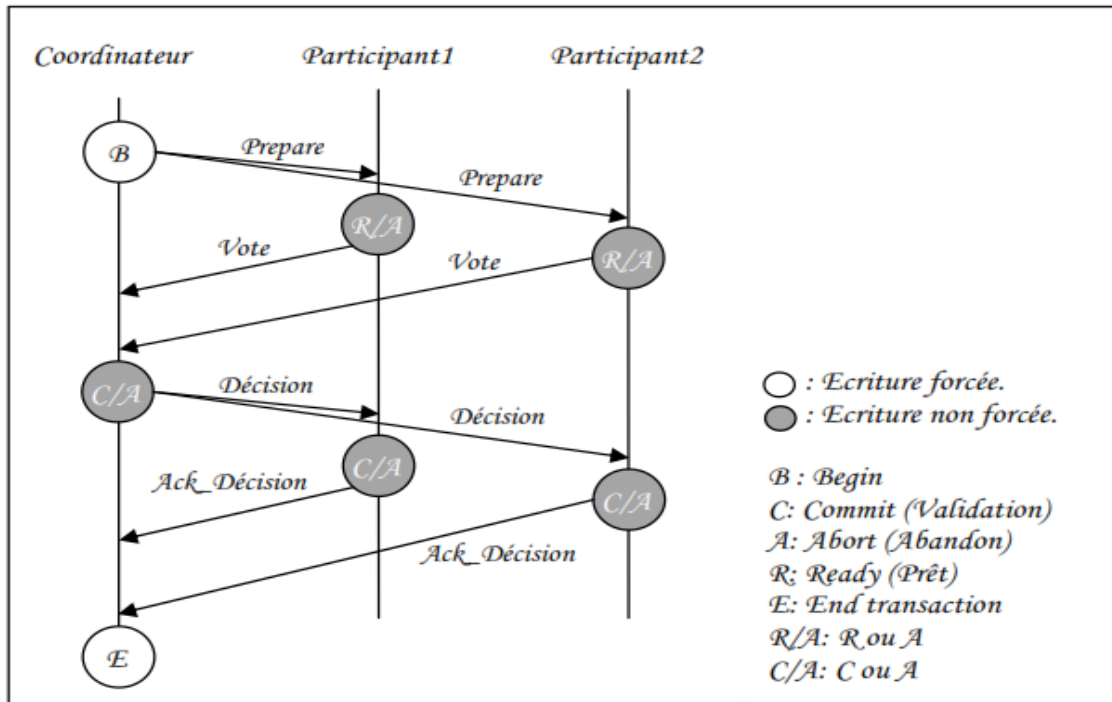 Coordinateur Participant1 Participant2
B
Prepare
Prepare
R/A
Vote
Vote
R/A
C/A
Décision
Décision
C/A
Ack_Décision
C/A
Ack_Décision
E
: Ecriture forcée.
: Ecriture non forcée.
B : Begin
C: Commit (Validation)
A: Abort (Abandon)
R: Ready (Prêt)
E: End transaction
R/A: R ou A
C/A: C ou A